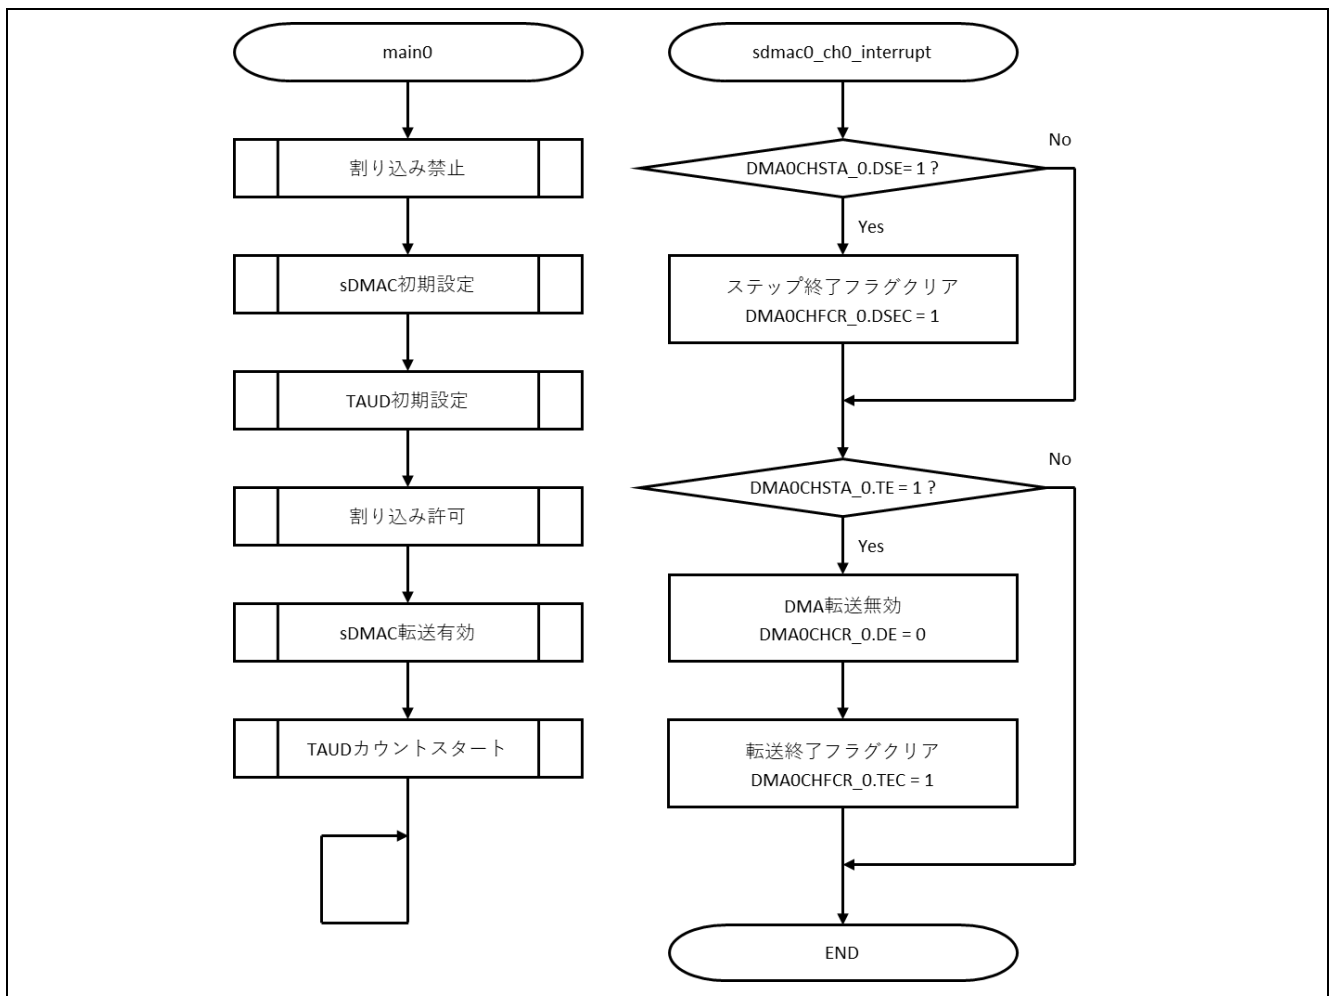 main0
割り込み禁止
sDMAC初期設定
TAUD初期設定
割り込み許可
sDMAC転送有効
TAUDカウントスタート
sdmac0_ch0_interrupt
DMA0CHSTA_0.DSE= 1 ?
No
Yes
ステップ終了フラグクリア
DMA0CHFCR_0.DSEC = 1
DMA0CHSTA_0.TE = 1 ?
No
Yes
DMA転送無効
DMA0CHCR_0.DE = 0
転送終了フラグクリア
DMA0CHFCR_0.TEC = 1
END